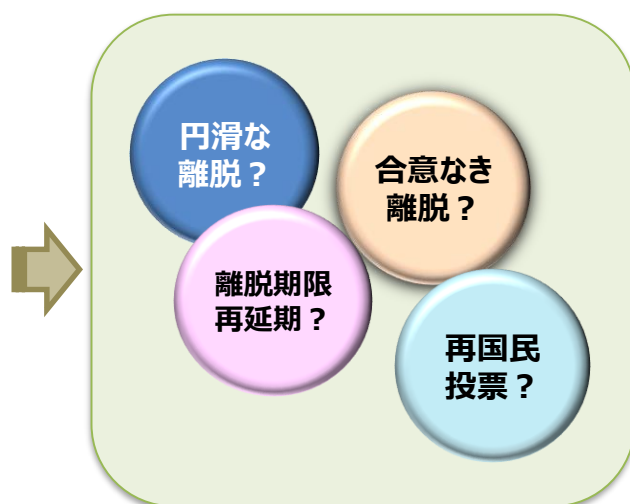 円滑な
離脱？
合意なき
離脱？
離脱期限
再延期？
再国民
投票？